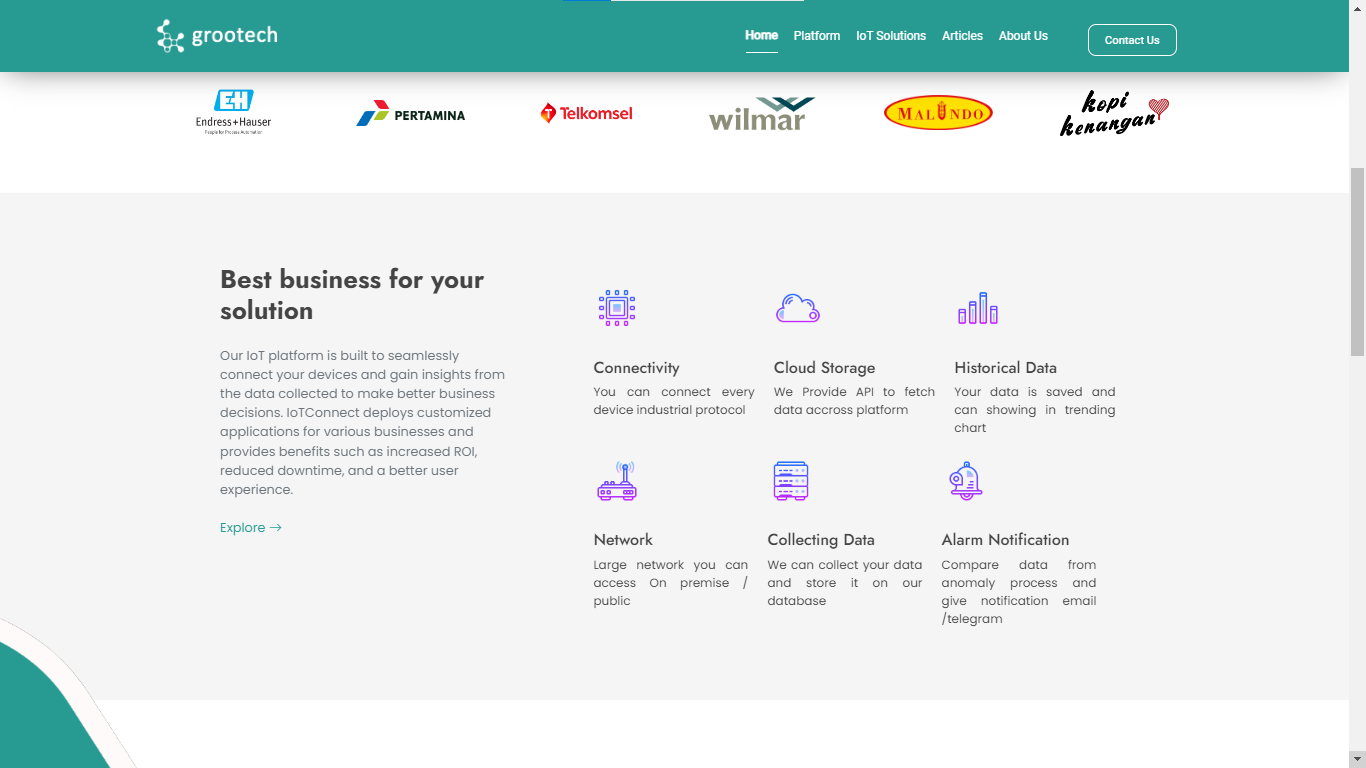 grootech
Home
Platform
IoT Solutions
Articles
About Us
Contact Us
EH
Endress+Hauser
People for Process Automation
PERTAMINA
Telkomsel
wilmar
MALINDO
kopi
kenangan
Best business for your
solution
Our IoT platform is built to seamlessly
connect your devices and gain insights from
the data collected to make better business
decisions. IoTConnect deploys customized
applications for various businesses and
provides benefits such as increased ROI,
reduced downtime, and a better user
experience.
Explore →
Connectivity
You can connect every
device industrial protocol
Cloud Storage
We Provide API to fetch
data accross platform
Historical Data
Your data is saved and
can showing in trending
chart
Network
Large network you can
access On premise /
public
Collecting Data
We can collect your data
and store it on our
database
Alarm Notification
Compare data from
anomaly process and
give notification email
/telegram